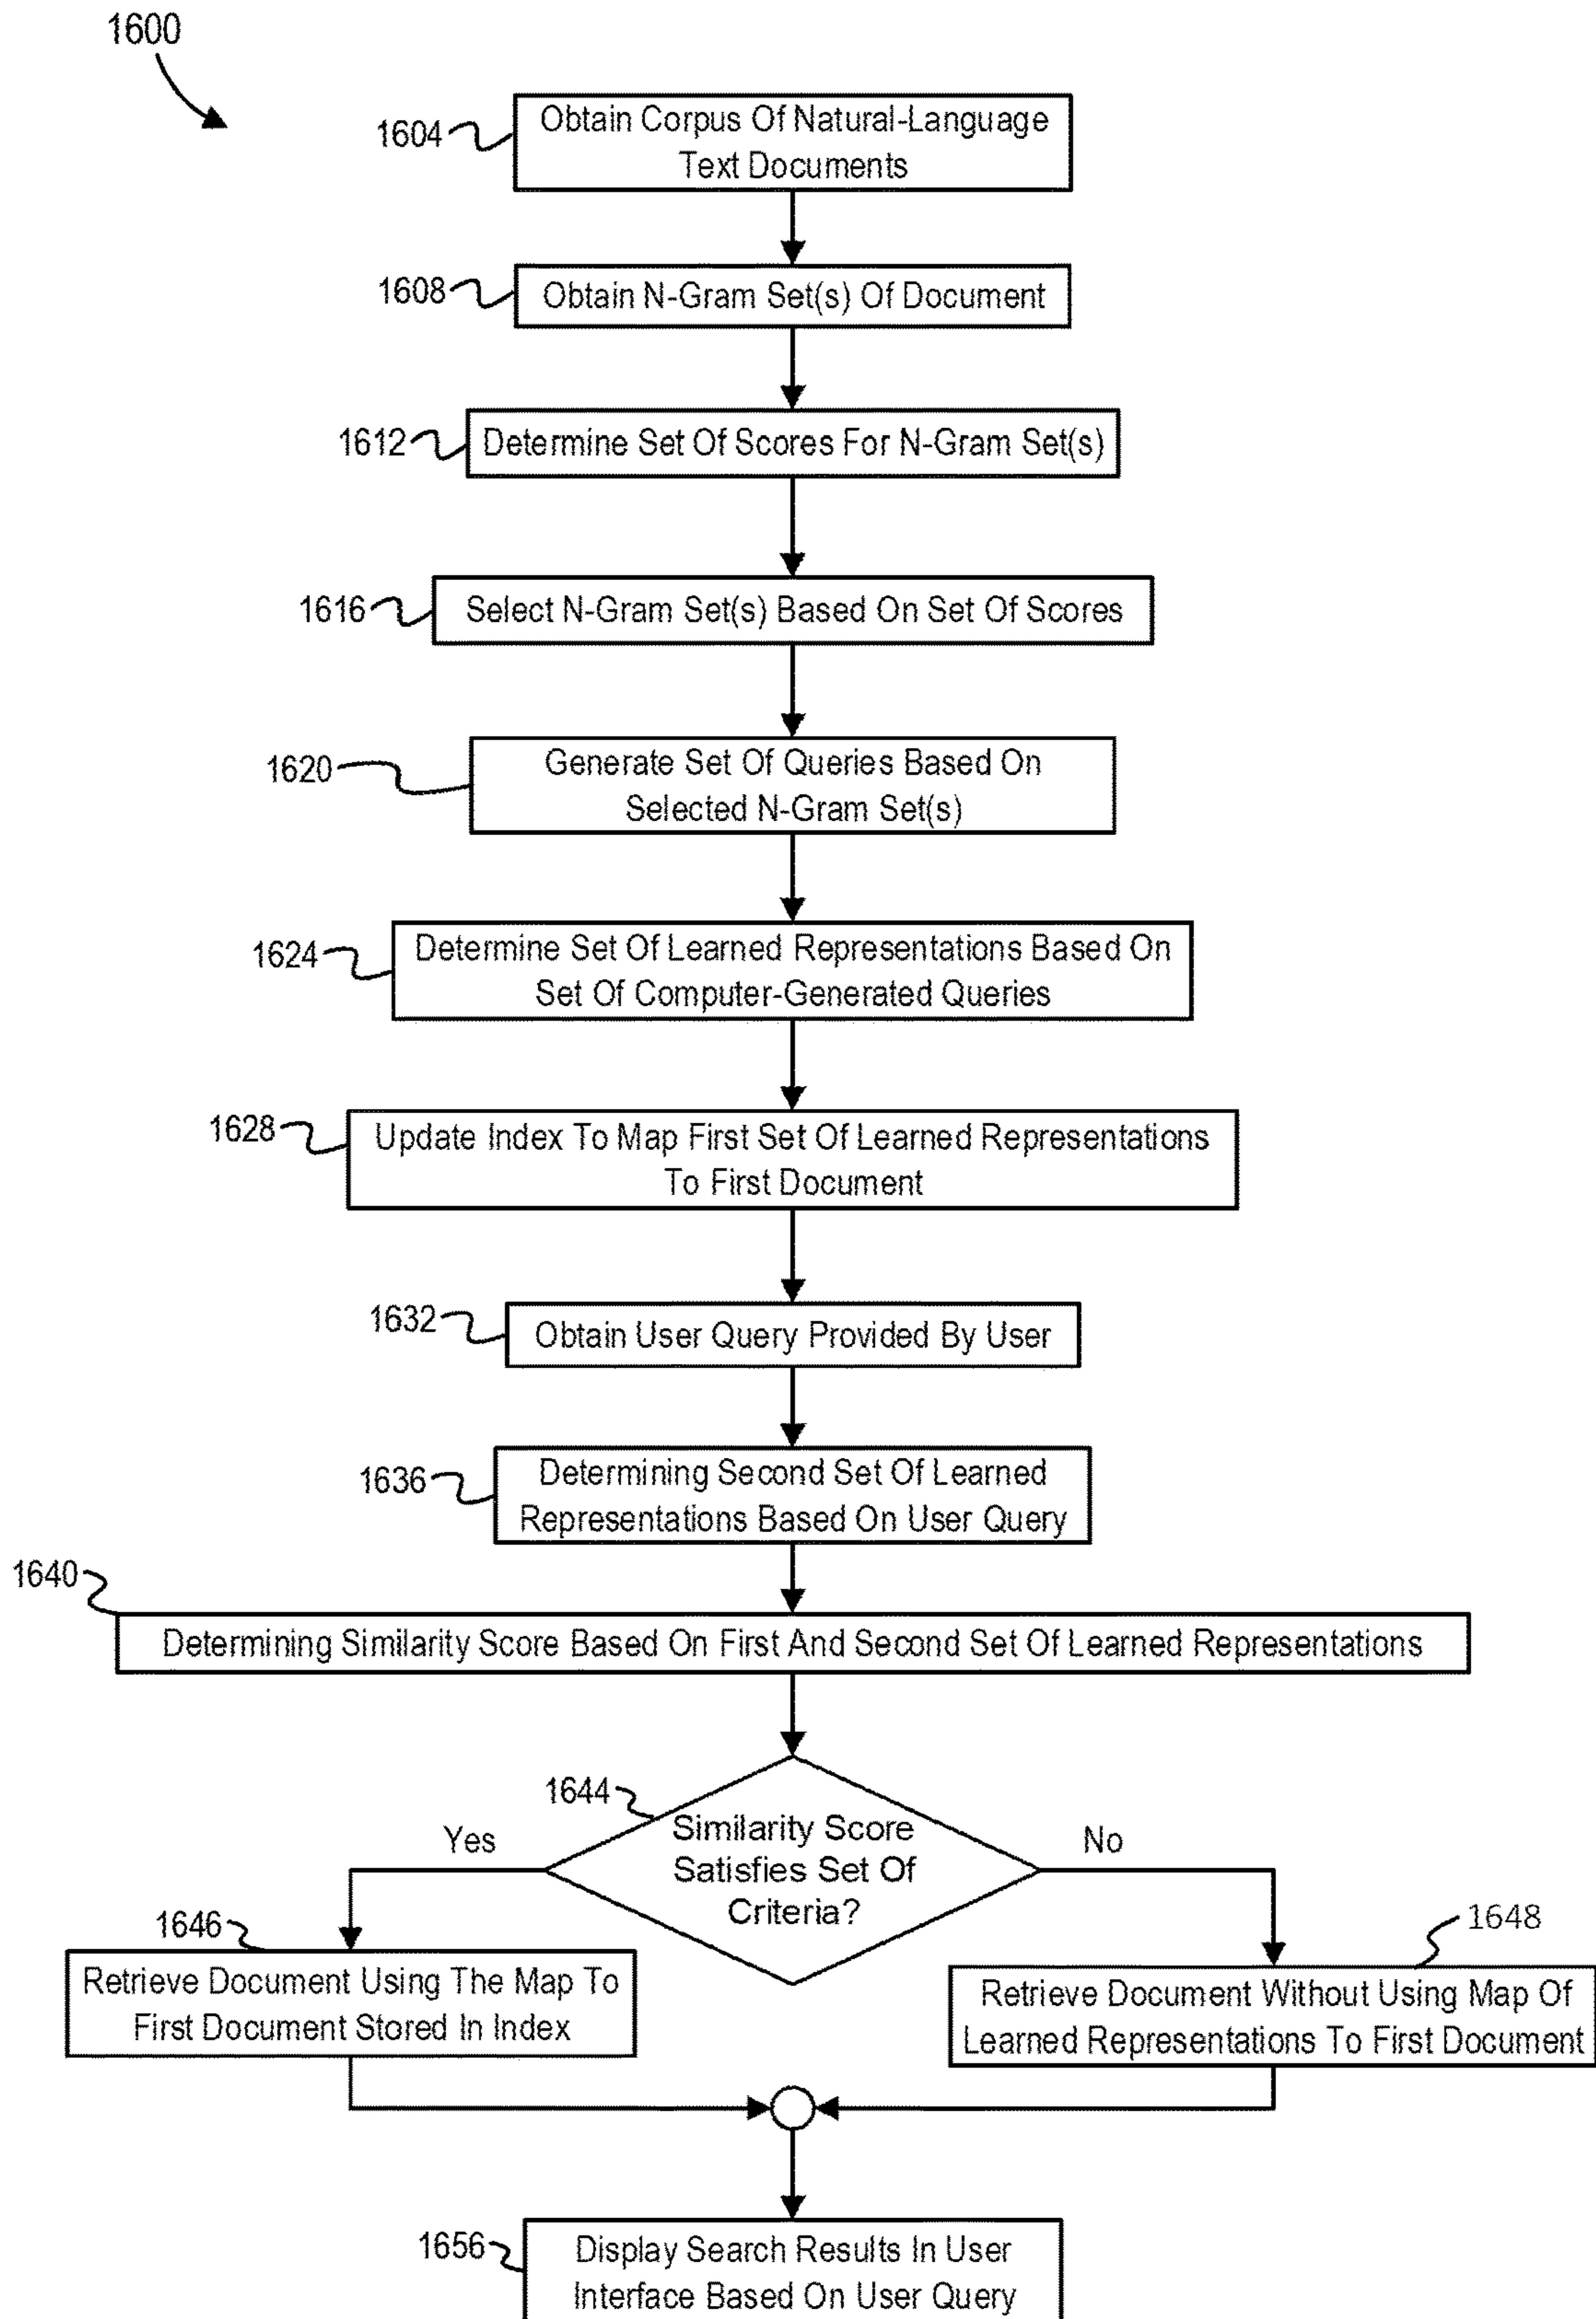 1600
1604
Obtain Corpus Of Natural-Language
Text Documents
1608
Obtain N-Gram Set(s) Of Document
1612
Determine Set Of Scores For N-Gram Set(s)
1616
Select N-Gram Set(s) Based On Set Of Scores
1620
Generate Set Of Queries Based On
Selected N-Gram Set(s)
1624
Determine Set Of Learned Representations Based On
Set Of Computer-Generated Queries
1628
Update Index To Map First Set Of Learned Representations
To First Document
1632
Obtain User Query Provided By User
1636
Determining Second Set Of Learned
Representations Based On User Query
1640
Determining Similarity Score Based On First And Second Set Of Learned Representations
1644
Similarity Score
Satisfies Set Of
Criteria?
Yes
No
1646
Retrieve Document Using The Map To
First Document Stored In Index
1648
Retrieve Document Without Using Map Of
Learned Representations To First Document
1656
Display Search Results In User
Interface Based On User Query